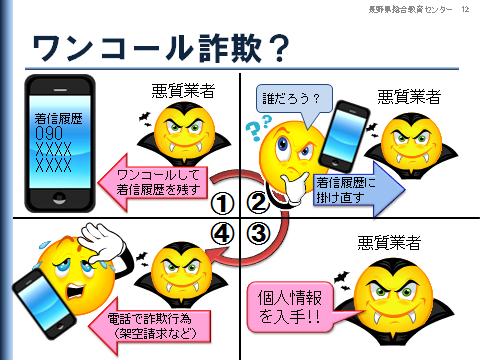 長野県総合教育センター 12
ワンコール詐欺？
着信履歴
090
XXXX
XXXX
悪質業者
ワンコールして
着信履歴を残す
①
誰だろう？
??
悪質業者
着信履歴に
掛け直す
②
③
悪質業者
個人情報
を入手!!
④
電話で詐欺行為
（架空請求など）